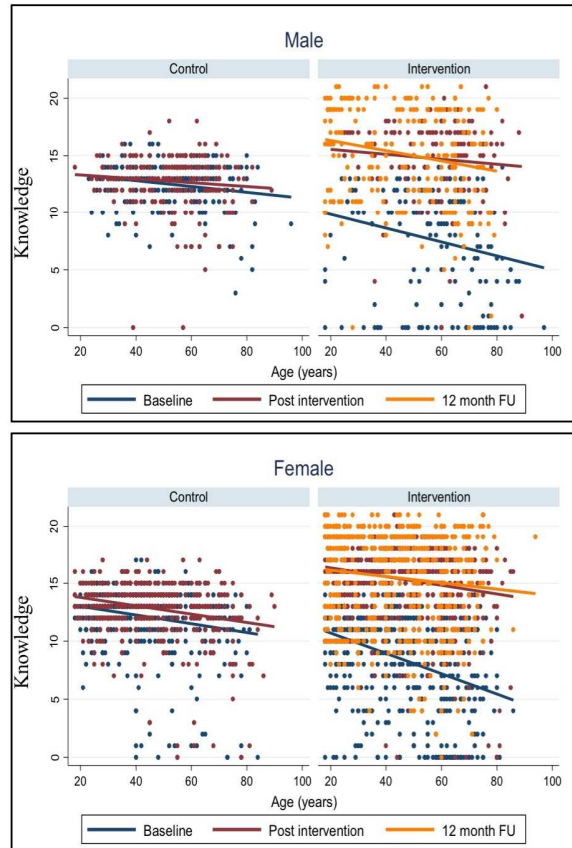 Male
Control Intervention
Knowledge
20
15
10
5
0
20 40 60 80 100 20 40 60 80 100
Age (years)
Baseline Post intervention 12 month FU
Female
Control Intervention
Knowledge
20
15
10
5
0
20 40 60 80 100 20 40 60 80 100
Age (years)
Baseline Post intervention 12 month FU